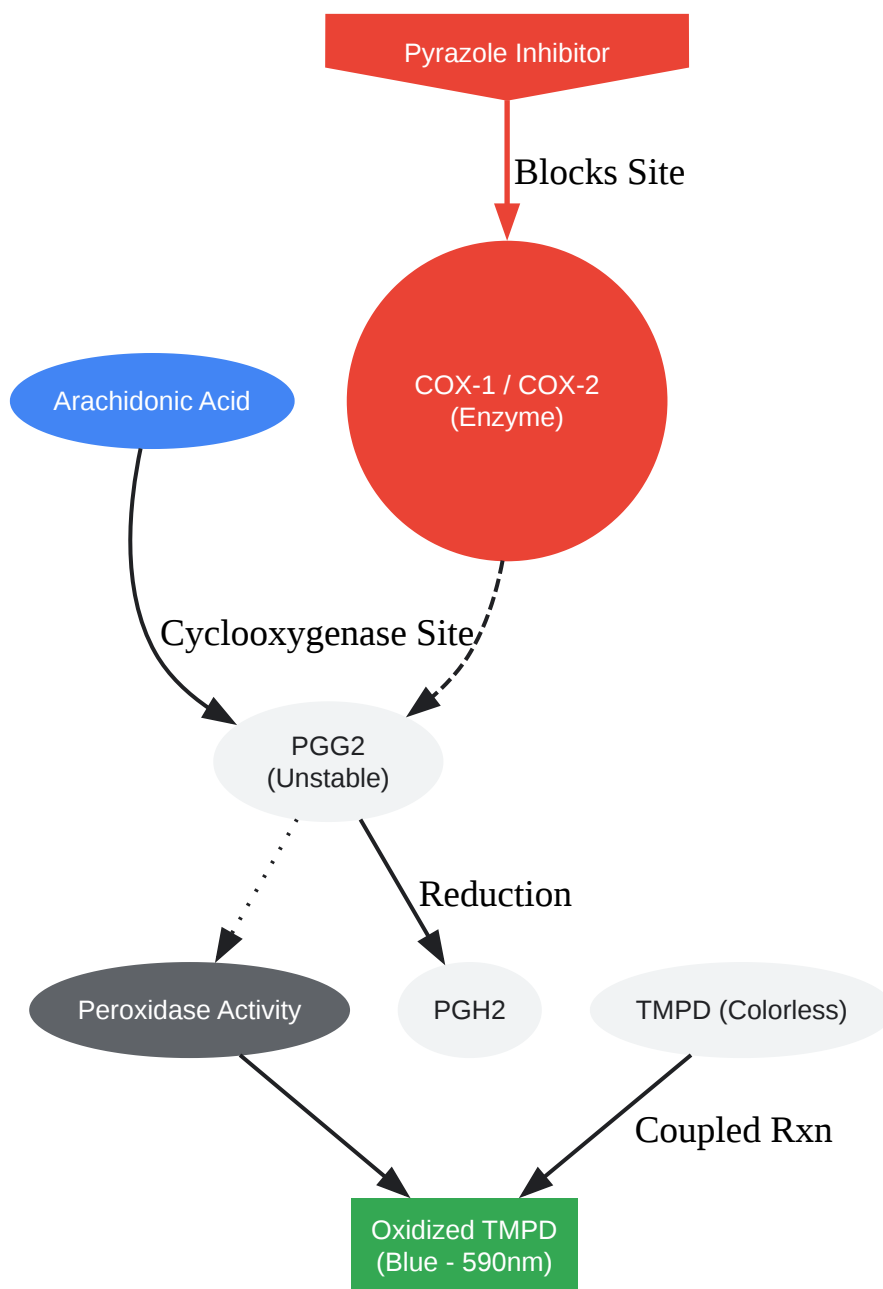 Pyrazole Inhibitor
Blocks Site
COX-1 / COX-2
(Enzyme)
Arachidonic Acid
Cyclooxygenase Site
PGG2
(Unstable)
Reduction
Peroxidase Activity
PGH2
TMPD (Colorless)
Coupled Rxn
Oxidized TMPD
(Blue - 590nm)